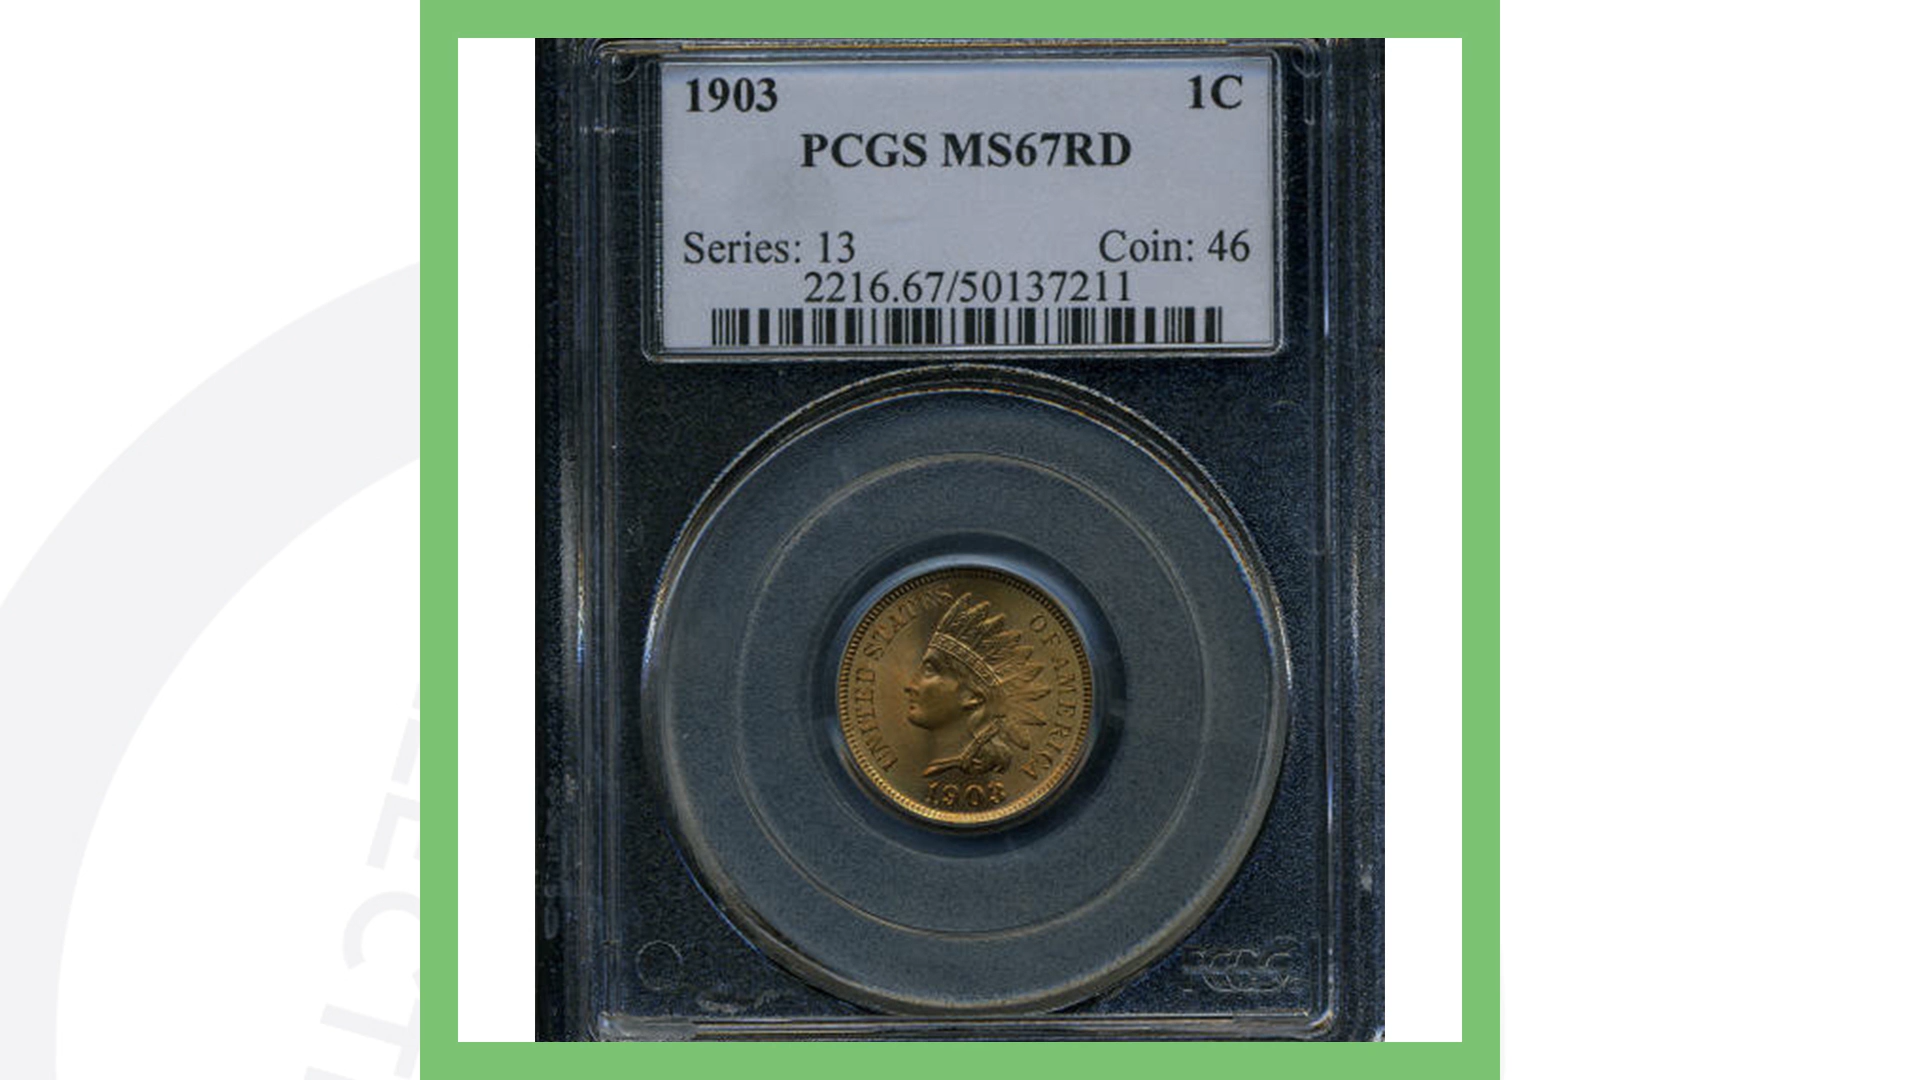 1903 1C
PCGS MS67RD
Series: 13 Coin: 46
2216.67/50137211
UNITED STATES OF AMERICA
1903
PCGS